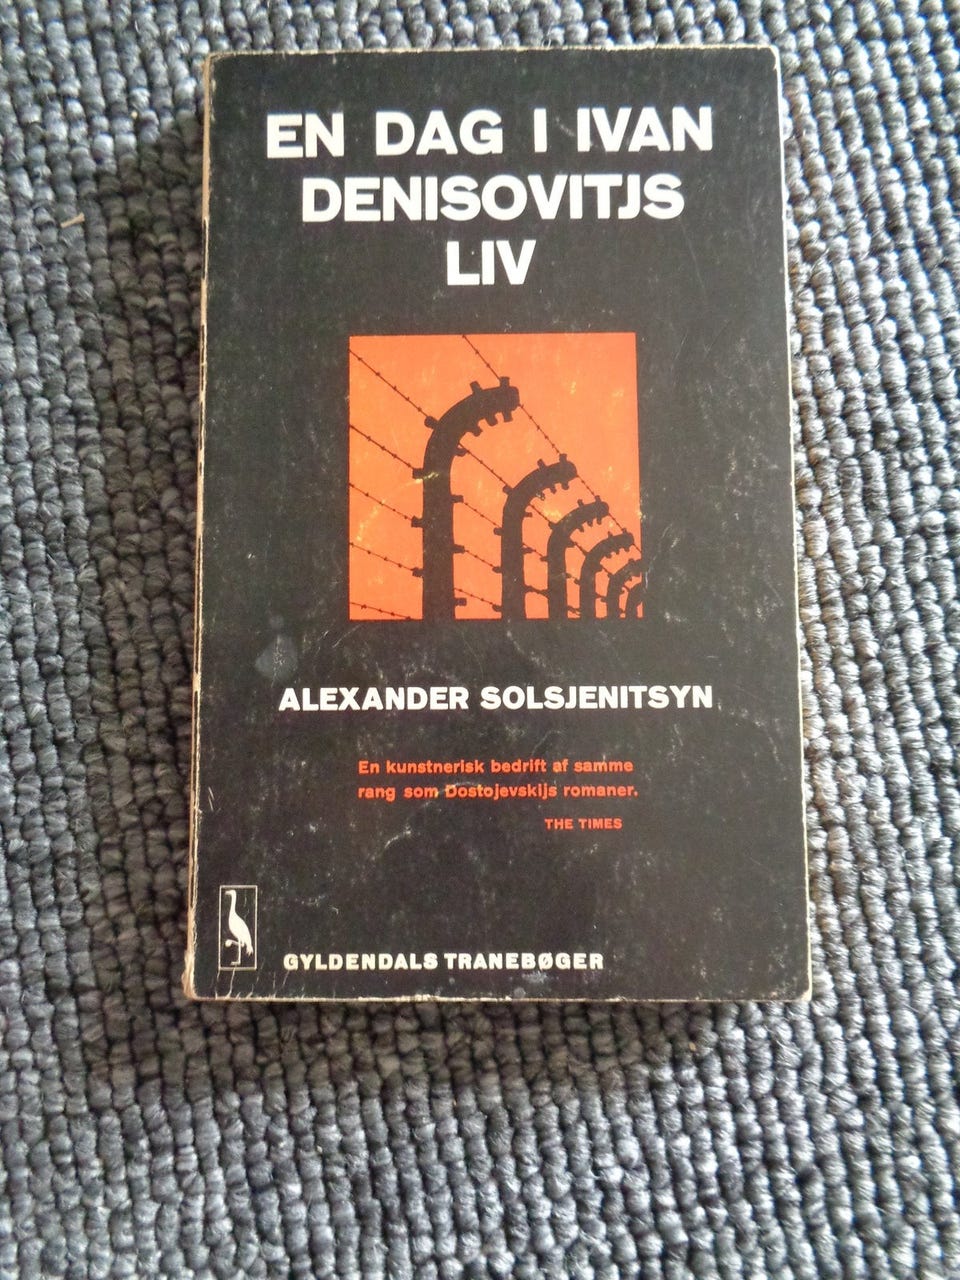 EN DAG I IVAN
DENISOVITJS
LIV
ALEXANDER SOLSJENITSYN
En kunstnerisk bedrift af samme
rang som Dostojevskijs romaner.
THE TIMES
GYLDENDALS TRANEBØGER